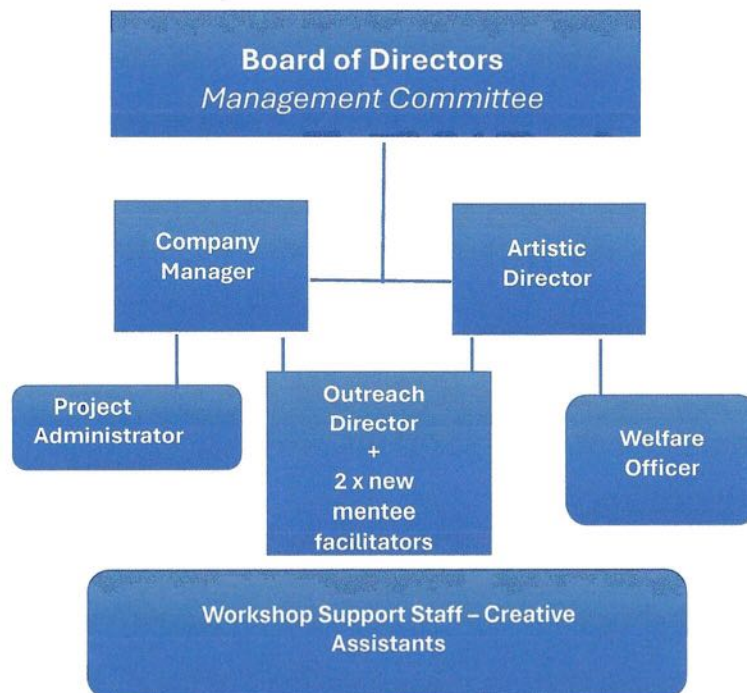 Board of Directors
Management Committee
Company
Manager
Artistic
Director
Project
Administrator
Outreach
Director
+
2 x new
mentee
facilitators
Welfare
Officer
Workshop Support Staff – Creative
Assistants